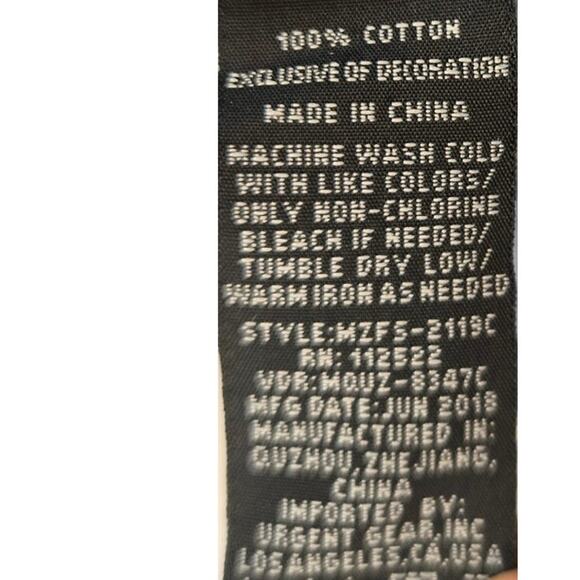 100% COTTON
EXCLUSIVE OF DECORATION
MADE IN CHINA
MACHINE WASH COLD
WITH LIKE COLORS/
ONLY NON-CHLORINE
BLEACH IF NEEDED/
TUMBLE DRY LOW/
WARM IRON AS NEEDED
STYLE:MZFS-2119C
RN: 112522
VDR:MQUZ-8347C
MFG DATE:JUN 2018
MANUFACTURED IN:
QUZHOU, ZHEJIANG,
CHINA
IMPORTED BY:
URGENT GEAR,INC
LOS ANGELES,CA,USA